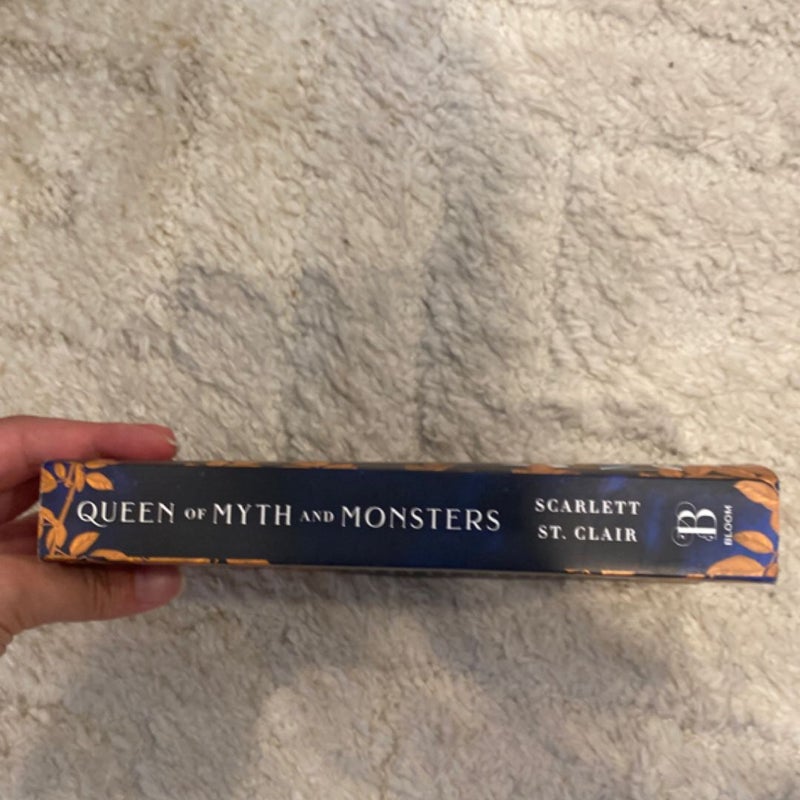 QUEEN OF MYTH AND MONSTERS
SCARLETT
ST. CLAIR
B
BLOOM